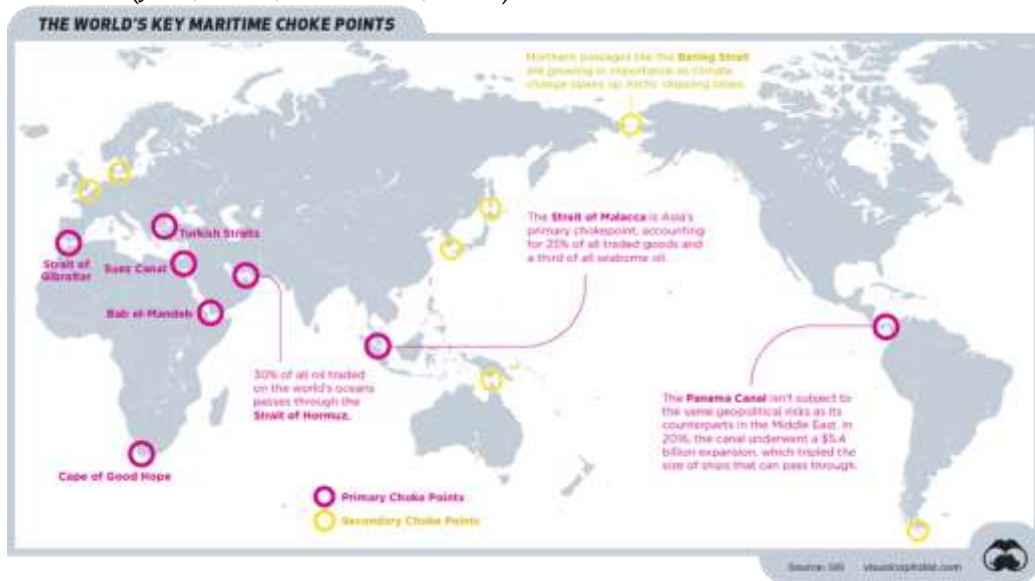 THE WORLD'S KEY MARITIME CHOKE POINTS
Northern passages like the Bering Strait
are growing in importance as climate
change opens up Arctic shipping lanes.
The Strait of Malacca is Asia's
primary chokepoint, accounting
for 25% of all traded goods and
a third of all seaborne oil.
Turkish Straits
Strait of
Gibraltar
Suez Canal
Bab el-Mandeb
30% of all oil traded
on the world's oceans
passes through the
Strait of Hormuz.
The Panama Canal isn't subject to
the same geopolitical risks as its
counterparts in the Middle East. In
2016, the canal underwent a $5.4
billion expansion, which tripled the
size of ships that can pass through.
Cape of Good Hope
Primary Choke Points
Secondary Choke Points
Source:
visualcapitalist.com